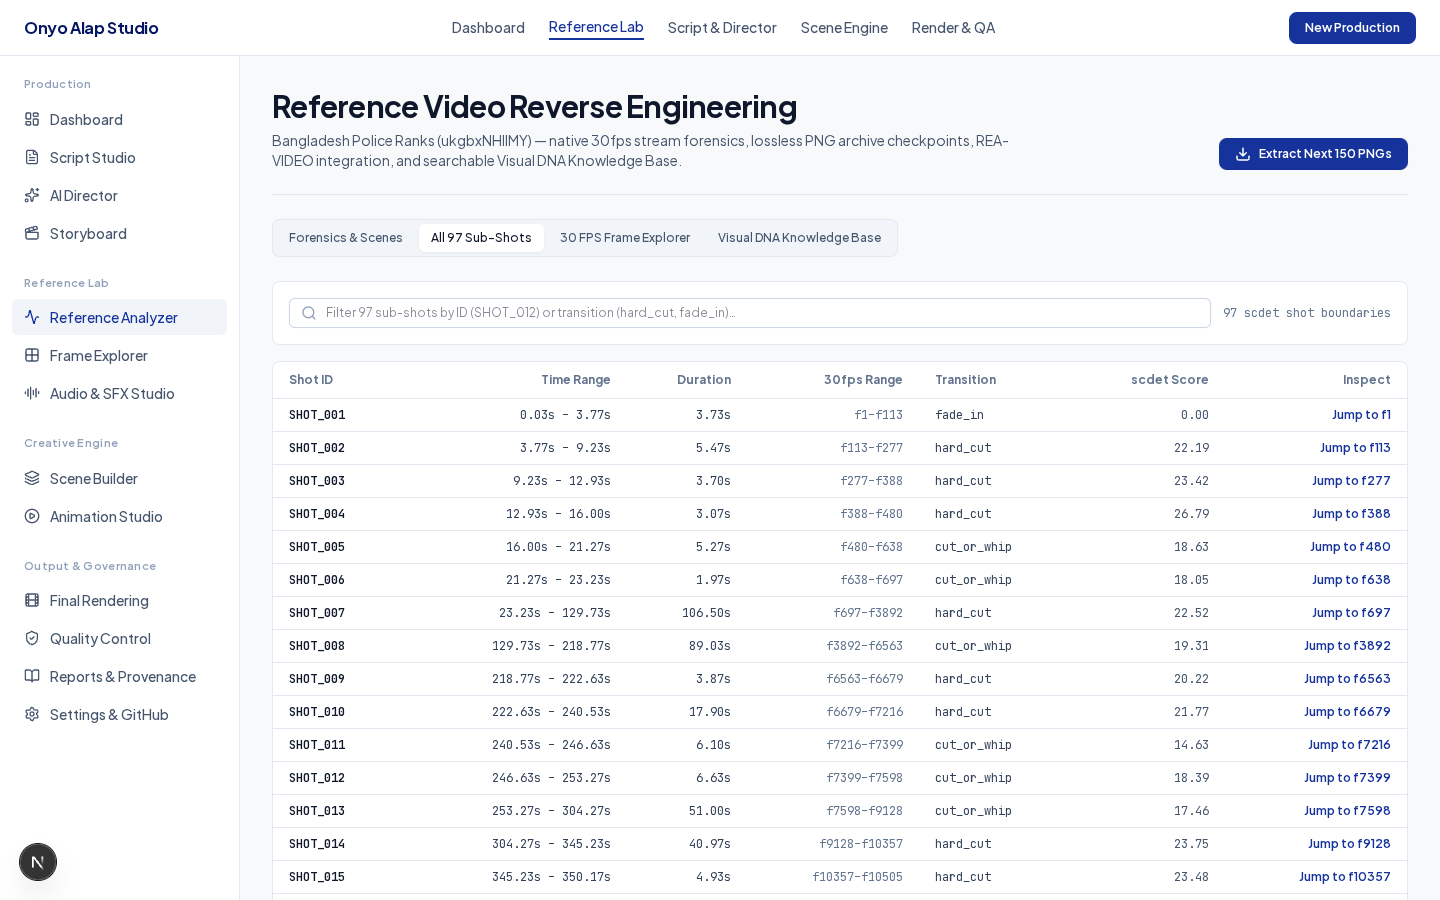 Onyo Alap Studio
Dashboard Reference Lab Script & Director Scene Engine Render & QA
New Production
Production
Dashboard
Script Studio
AI Director
Storyboard
Reference Lab
Reference Analyzer
Frame Explorer
Audio & SFX Studio
Creative Engine
Scene Builder
Animation Studio
Output & Governance
Final Rendering
Quality Control
Reports & Provenance
Settings & GitHub
N
Reference Video Reverse Engineering
Bangladesh Police Ranks (ukgbxNHIIMY) — native 30fps stream forensics, lossless PNG archive checkpoints, REA-
VIDEO integration, and searchable Visual DNA Knowledge Base.
Extract Next 150 PNGs
Forensics & Scenes All 97 Sub-Shots 30 FPS Frame Explorer Visual DNA Knowledge Base
Filter 97 sub-shots by ID (SHOT_012) or transition (hard_cut, fade_in)...
97 scdet shot boundaries
Shot ID Time Range Duration 30fps Range Transition scdet Score Inspect
SHOT_001 0.03s – 3.77s 3.73s f1–f113 fade_in 0.00 Jump to f1
SHOT_002 3.77s – 9.23s 5.47s f113–f277 hard_cut 22.19 Jump to f113
SHOT_003 9.23s – 12.93s 3.70s f277–f388 hard_cut 23.42 Jump to f277
SHOT_004 12.93s – 16.00s 3.07s f388–f480 hard_cut 26.79 Jump to f388
SHOT_005 16.00s – 21.27s 5.27s f480–f638 cut_or_whip 18.63 Jump to f480
SHOT_006 21.27s – 23.23s 1.97s f638–f697 cut_or_whip 18.05 Jump to f638
SHOT_007 23.23s – 129.73s 106.50s f697–f3892 hard_cut 22.52 Jump to f697
SHOT_008 129.73s – 218.77s 89.03s f3892–f6563 cut_or_whip 19.31 Jump to f3892
SHOT_009 218.77s – 222.63s 3.87s f6563–f6679 hard_cut 20.22 Jump to f6563
SHOT_010 222.63s – 240.53s 17.90s f6679–f7216 hard_cut 21.77 Jump to f6679
SHOT_011 240.53s – 246.63s 6.10s f7216–f7399 cut_or_whip 14.63 Jump to f7216
SHOT_012 246.63s – 253.27s 6.63s f7399–f7598 cut_or_whip 18.39 Jump to f7399
SHOT_013 253.27s – 304.27s 51.00s f7598–f9128 cut_or_whip 17.46 Jump to f7598
SHOT_014 304.27s – 345.23s 40.97s f9128–f10357 hard_cut 23.75 Jump to f9128
SHOT_015 345.23s – 350.17s 4.93s f10357–f10505 hard_cut 23.48 Jump to f10357